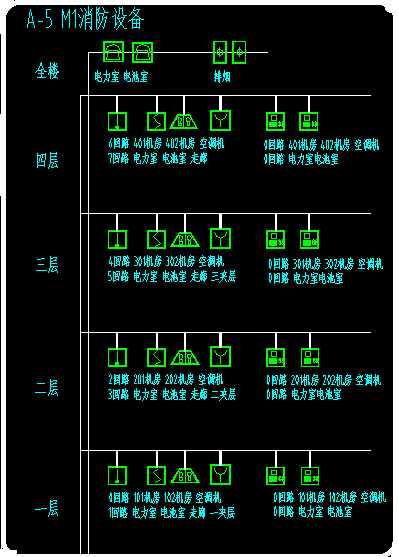 A-5 M1消防设备
全楼
电力室 电池室 排烟
6回路 401机房 402机房 空调机 0回路 401机房 402机房 空调机
7回路 电力室 电池室 走廊 0回路 电力室电池室
四层
4回路 301机房 302机房 空调机 0回路 301机房 302机房 空调机
5回路 电力室 电池室 走廊 三夹层 0回路 电力室电池室
三层
2回路 201机房 202机房 空调机 0回路 201机房 202机房 空调机
3回路 电力室 电池室 走廊 二夹层 0回路 电力室电池室
二层
0回路 101机房 102机房 空调机 0回路 101机房 102机房 空调机
1回路 电力室 电池室 走廊 一夹层 0回路 电力室 电池室
一层